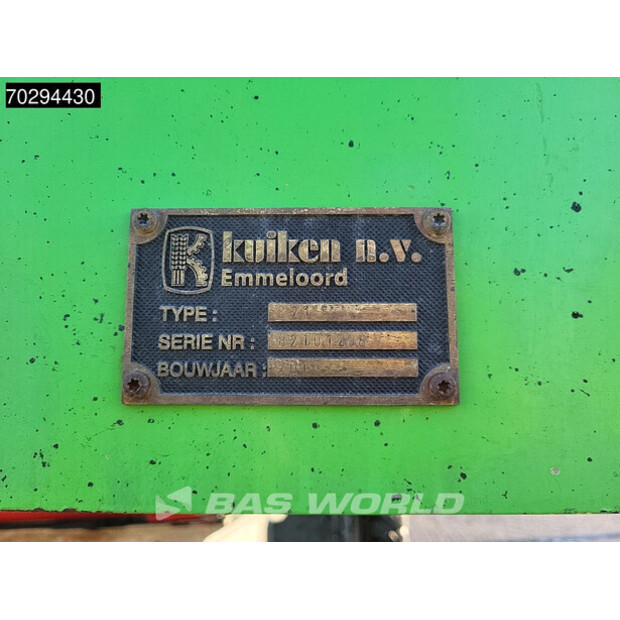 70294430
kuiken n.v.
Emmeloord
TYPE :
SERIE NR :
BOUWJAAR :
BAS WORLD